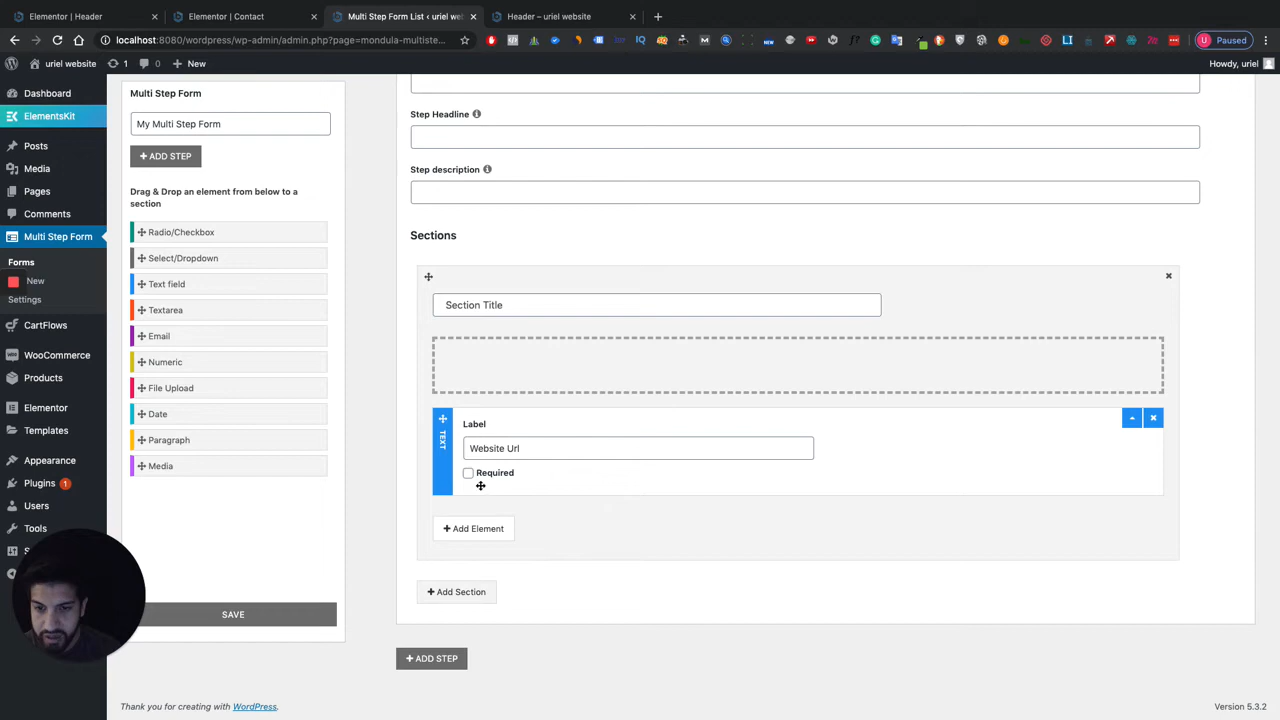 Elementor | Header
Elementor | Contact
Multi Step Form List ‹ uriel web
Header – uriel website
localhost:8080/wordpress/wp-admin/admin.php?page=mondula-multiste...
Paused
uriel website
1
0
New
Howdy, uriel
Dashboard
ElementsKit
Posts
Media
Pages
Comments
Multi Step Form
Forms
New
Settings
CartFlows
WooCommerce
Products
Elementor
Templates
Appearance
Plugins 1
Users
Tools
Multi Step Form
My Multi Step Form
ADD STEP
Drag & Drop an element from below to a
section
Radio/Checkbox
Select/Dropdown
Text field
Textarea
Email
Numeric
File Upload
Date
Paragraph
Media
SAVE
Step Headline
Step description
Sections
Section Title
TEXT
Label
Website Url
Required
Add Element
Add Section
ADD STEP
Thank you for creating with WordPress.
Version 5.3.2